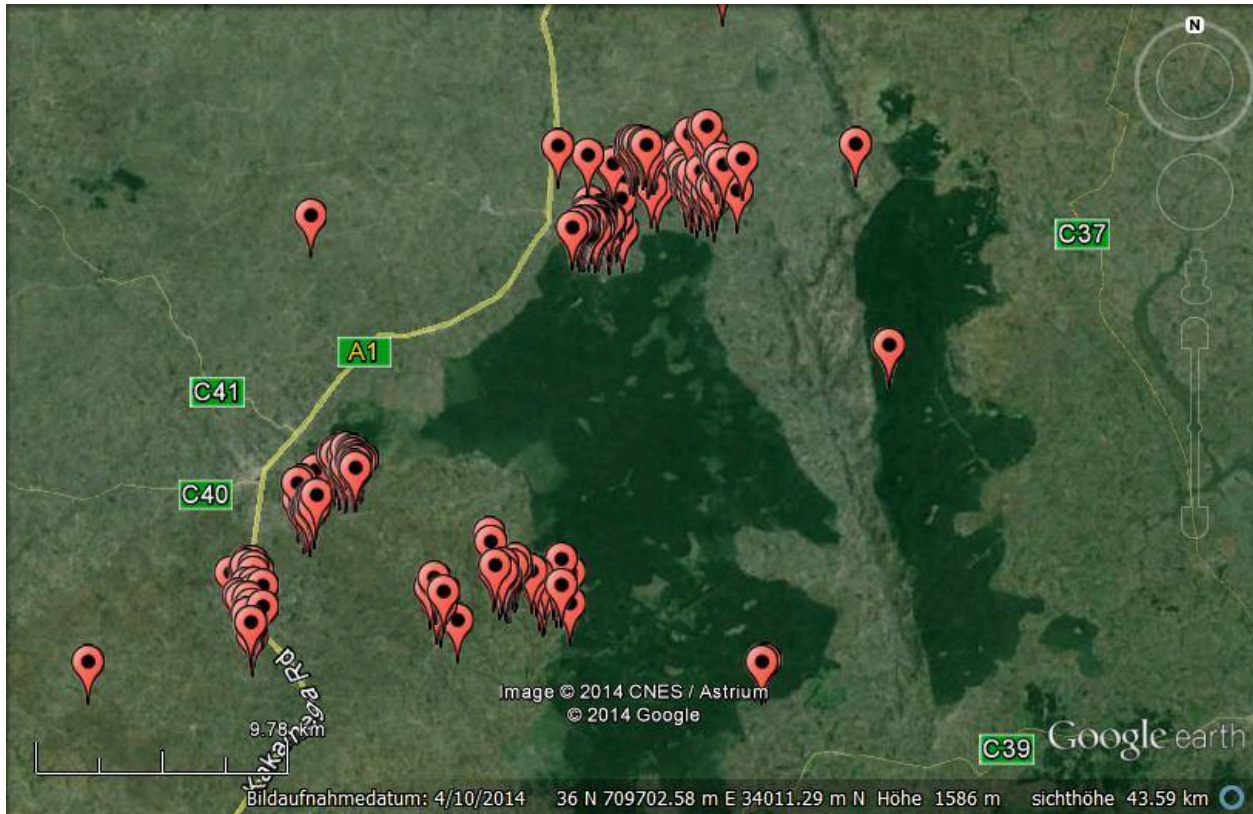 N
C37
A1
C41
C40
Kakamega Rd
Image © 2014 CNES / Astrium
© 2014 Google
9.78 km
C39
Google earth
Bildaufnahmedatum: 4/10/2014 36 N 709702.58 m E 34011.29 m N Höhe 1586 m sichthöhe 43.59 km